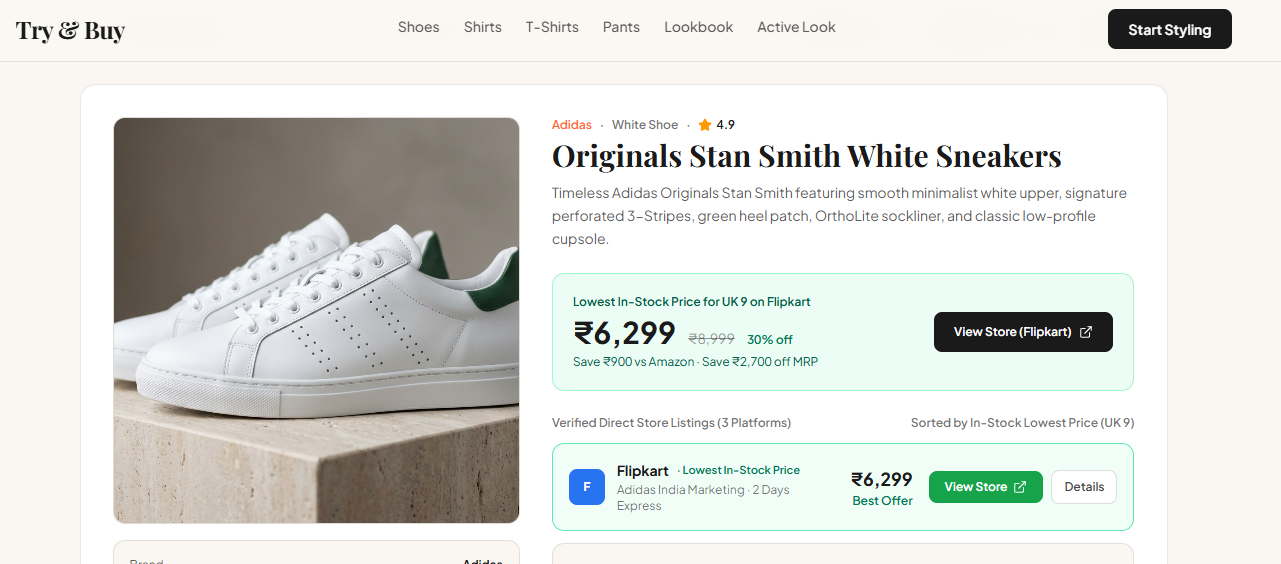 Try & Buy
Shoes
Shirts
T-Shirts
Pants
Lookbook
Active Look
Start Styling
Adidas · White Shoe · 4.9
Originals Stan Smith White Sneakers
Timeless Adidas Originals Stan Smith featuring smooth minimalist white upper, signature
perforated 3-Stripes, green heel patch, OrthoLite sockliner, and classic low-profile
cupsole.
Lowest In-Stock Price for UK 9 on Flipkart
₹6,299 ₹8,999 30% off
Save ₹900 vs Amazon · Save ₹2,700 off MRP
View Store (Flipkart)
Verified Direct Store Listings (3 Platforms)
Sorted by In-Stock Lowest Price (UK 9)
F
Flipkart · Lowest In-Stock Price
Adidas India Marketing · 2 Days
Express
₹6,299
Best Offer
View Store
Details
Brand
Adidas